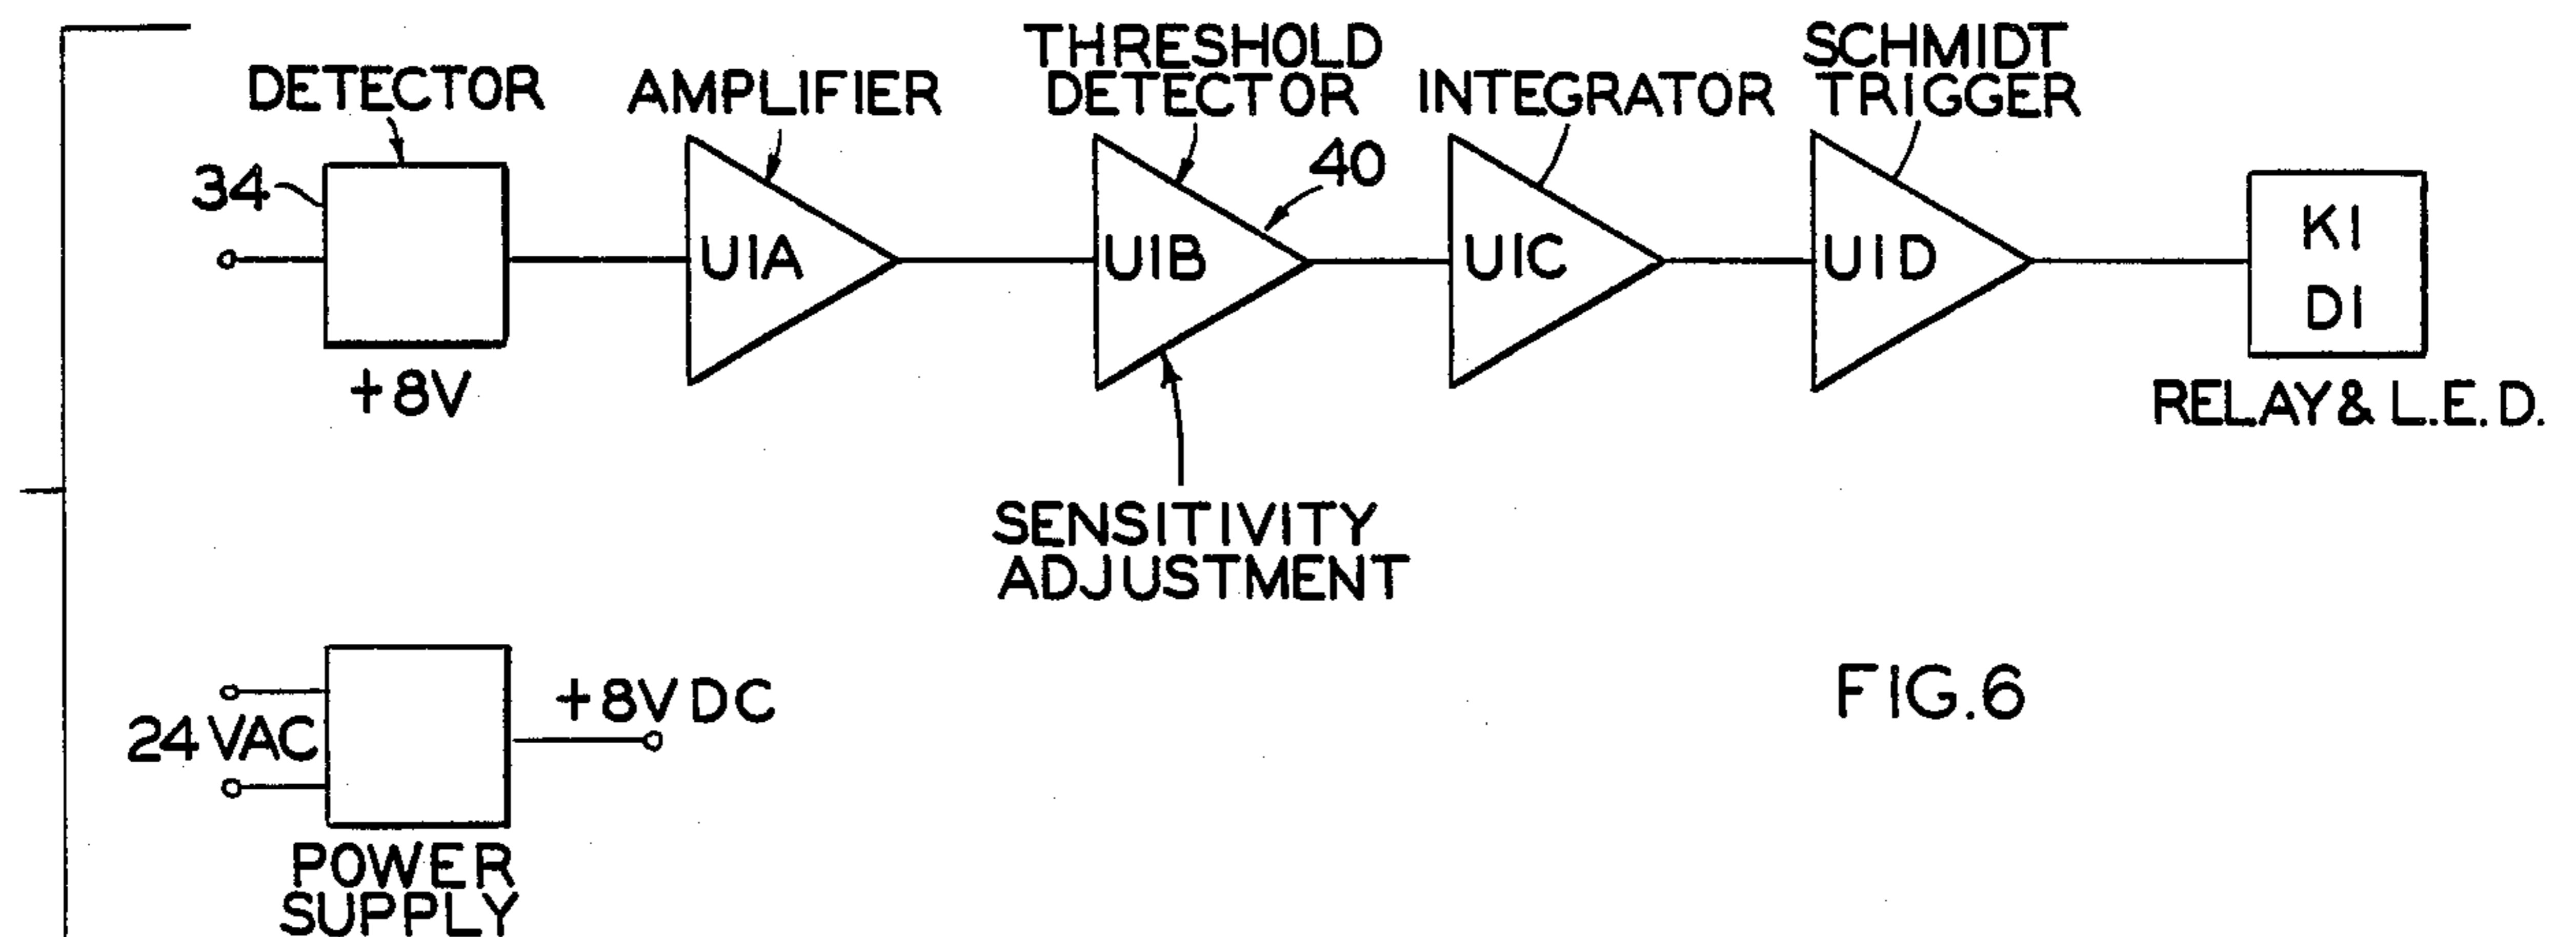 DETECTOR
AMPLIFIER
THRESHOLD
DETECTOR
INTEGRATOR
SCHMIDT
TRIGGER
34
40
U1A
U1B
U1C
U1D
K1
D1
+8V
RELAY & L.E.D.
SENSITIVITY
ADJUSTMENT
24 VAC
+8V DC
POWER
SUPPLY
FIG.6